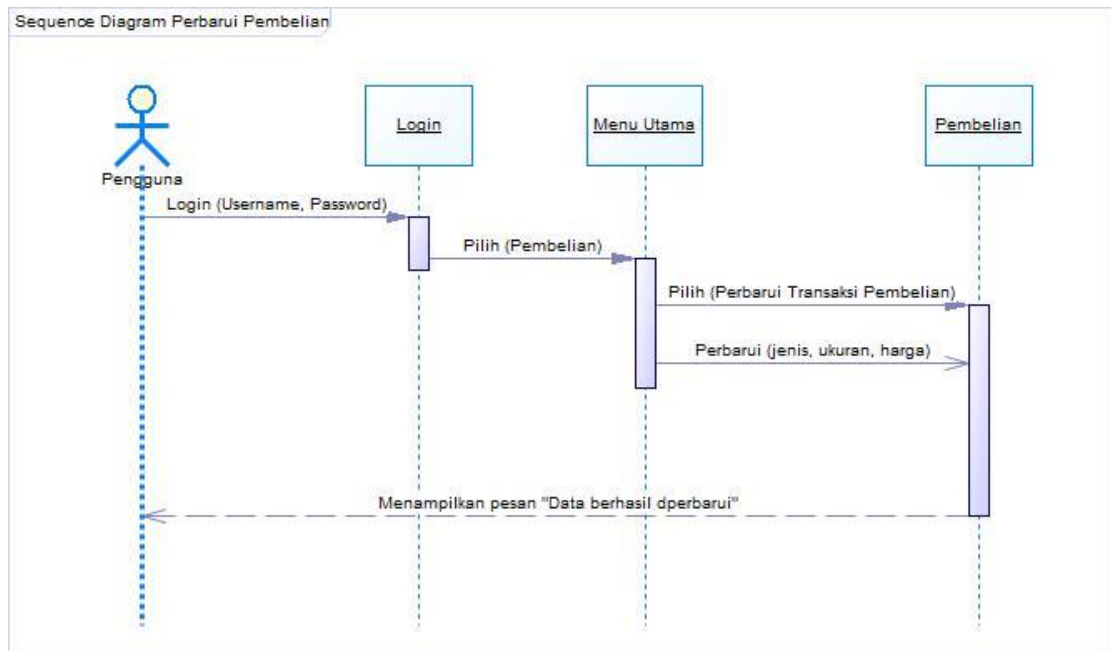 Sequence Diagram Perbarui Pembelian
Login
Menu Utama
Pembelian
Pengguna
Login (Username, Password)
Pilih (Pembelian)
Pilih (Perbarui Transaksi Pembelian)
Perbarui (jenis, ukuran, harga)
Menampilkan pesan "Data berhasil dperbarui"